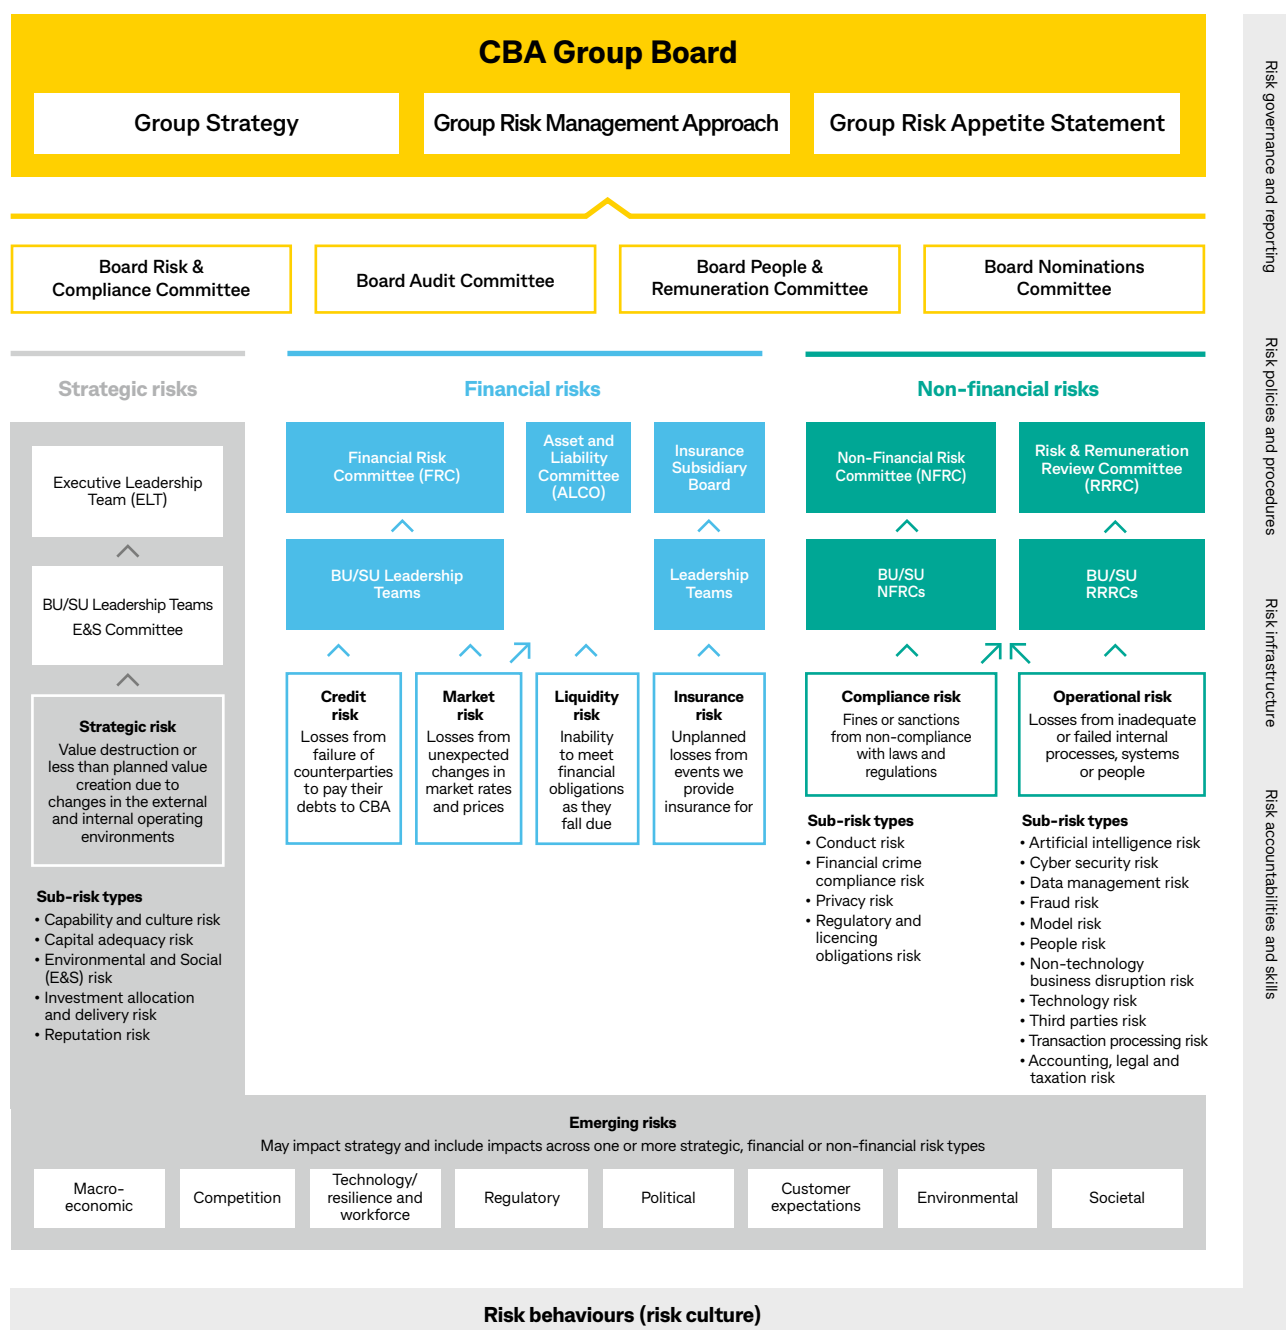 CBA Group Board
Group Strategy
Group Risk Management Approach
Group Risk Appetite Statement
Board Risk &
Compliance Committee
Board Audit Committee
Board People &
Remuneration Committee
Board Nominations
Committee
Strategic risks
Executive Leadership
Team (ELT)
BU/SU Leadership Teams
E&S Committee
Strategic risk
Value destruction or
less than planned value
creation due to
changes in the external
and internal operating
environments
Sub-risk types
• Capability and culture risk
• Capital adequacy risk
• Environmental and Social
(E&S) risk
• Investment allocation
and delivery risk
• Reputation risk
Financial risks
Financial Risk
Committee (FRC)
Asset and
Liability
Committee
(ALCO)
Insurance
Subsidiary
Board
BU/SU Leadership
Teams
Leadership
Teams
Credit
risk
Losses from
failure of
counterparties
to pay their
debts to CBA
Market
risk
Losses from
unexpected
changes in
market rates
and prices
Liquidity
risk
Inability
to meet
financial
obligations
as they
fall due
Insurance
risk
Unplanned
losses from
events we
provide
insurance for
Non-financial risks
Non-Financial Risk
Committee (NFRC)
Risk & Remuneration
Review Committee
(RRRC)
BU/SU
NFRCs
BU/SU
RRRCs
Compliance risk
Fines or sanctions
from non-compliance
with laws and
regulations
Sub-risk types
• Conduct risk
• Financial crime
compliance risk
• Privacy risk
• Regulatory and
licencing
obligations risk
Operational risk
Losses from inadequate
or failed internal
processes, systems
or people
Sub-risk types
• Artificial intelligence risk
• Cyber security risk
• Data management risk
• Fraud risk
• Model risk
• People risk
• Non-technology
business disruption risk
• Technology risk
• Third parties risk
• Transaction processing risk
• Accounting, legal and
taxation risk
Emerging risks
May impact strategy and include impacts across one or more strategic, financial or non-financial risk types
Macro-
economic
Competition
Technology/
resilience and
workforce
Regulatory
Political
Customer
expectations
Environmental
Societal
Risk governance and reporting
Risk policies and procedures
Risk infrastructure
Risk accountabilities and skills
Risk behaviours (risk culture)